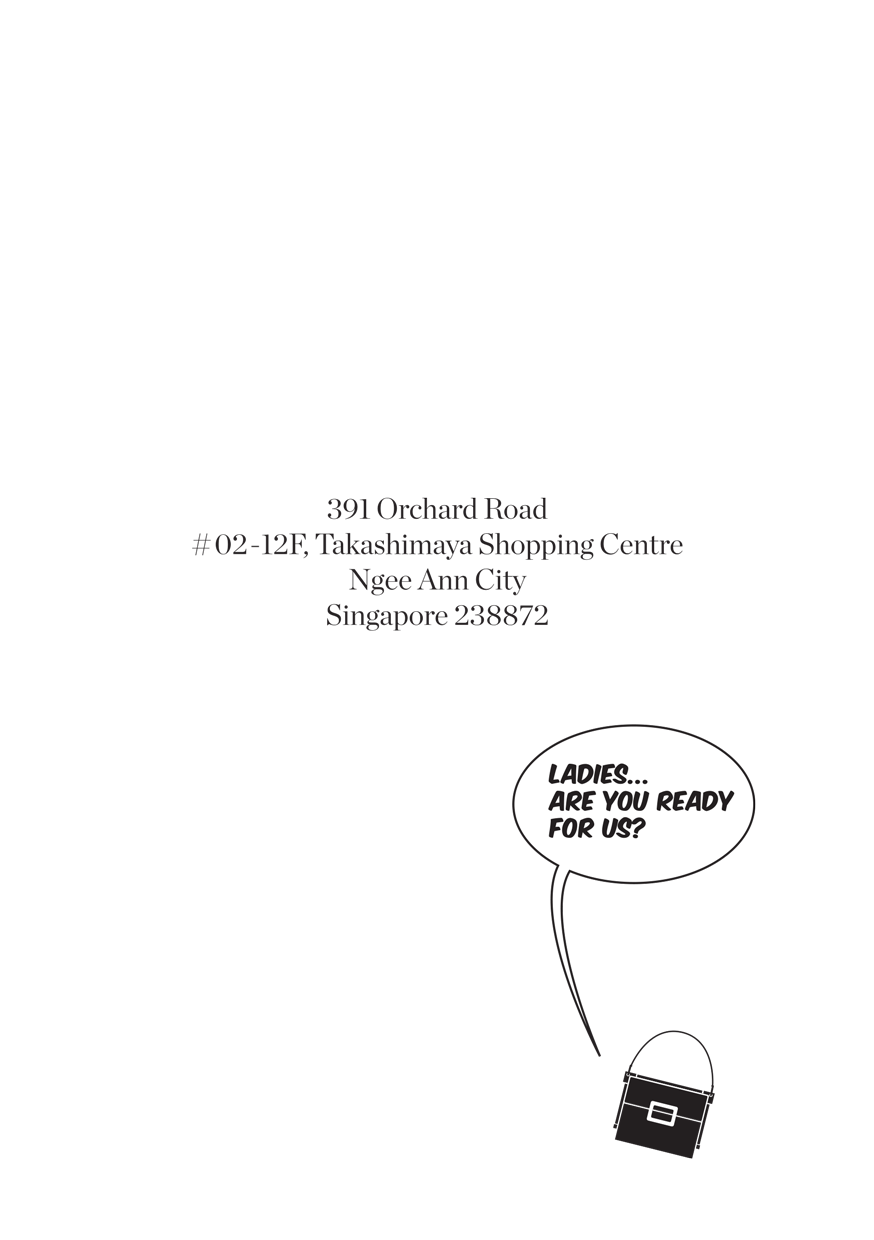 391 Orchard Road
#02-12F, Takashimaya Shopping Centre
Ngee Ann City
Singapore 238872
LADIES...
ARE YOU READY
FOR US?